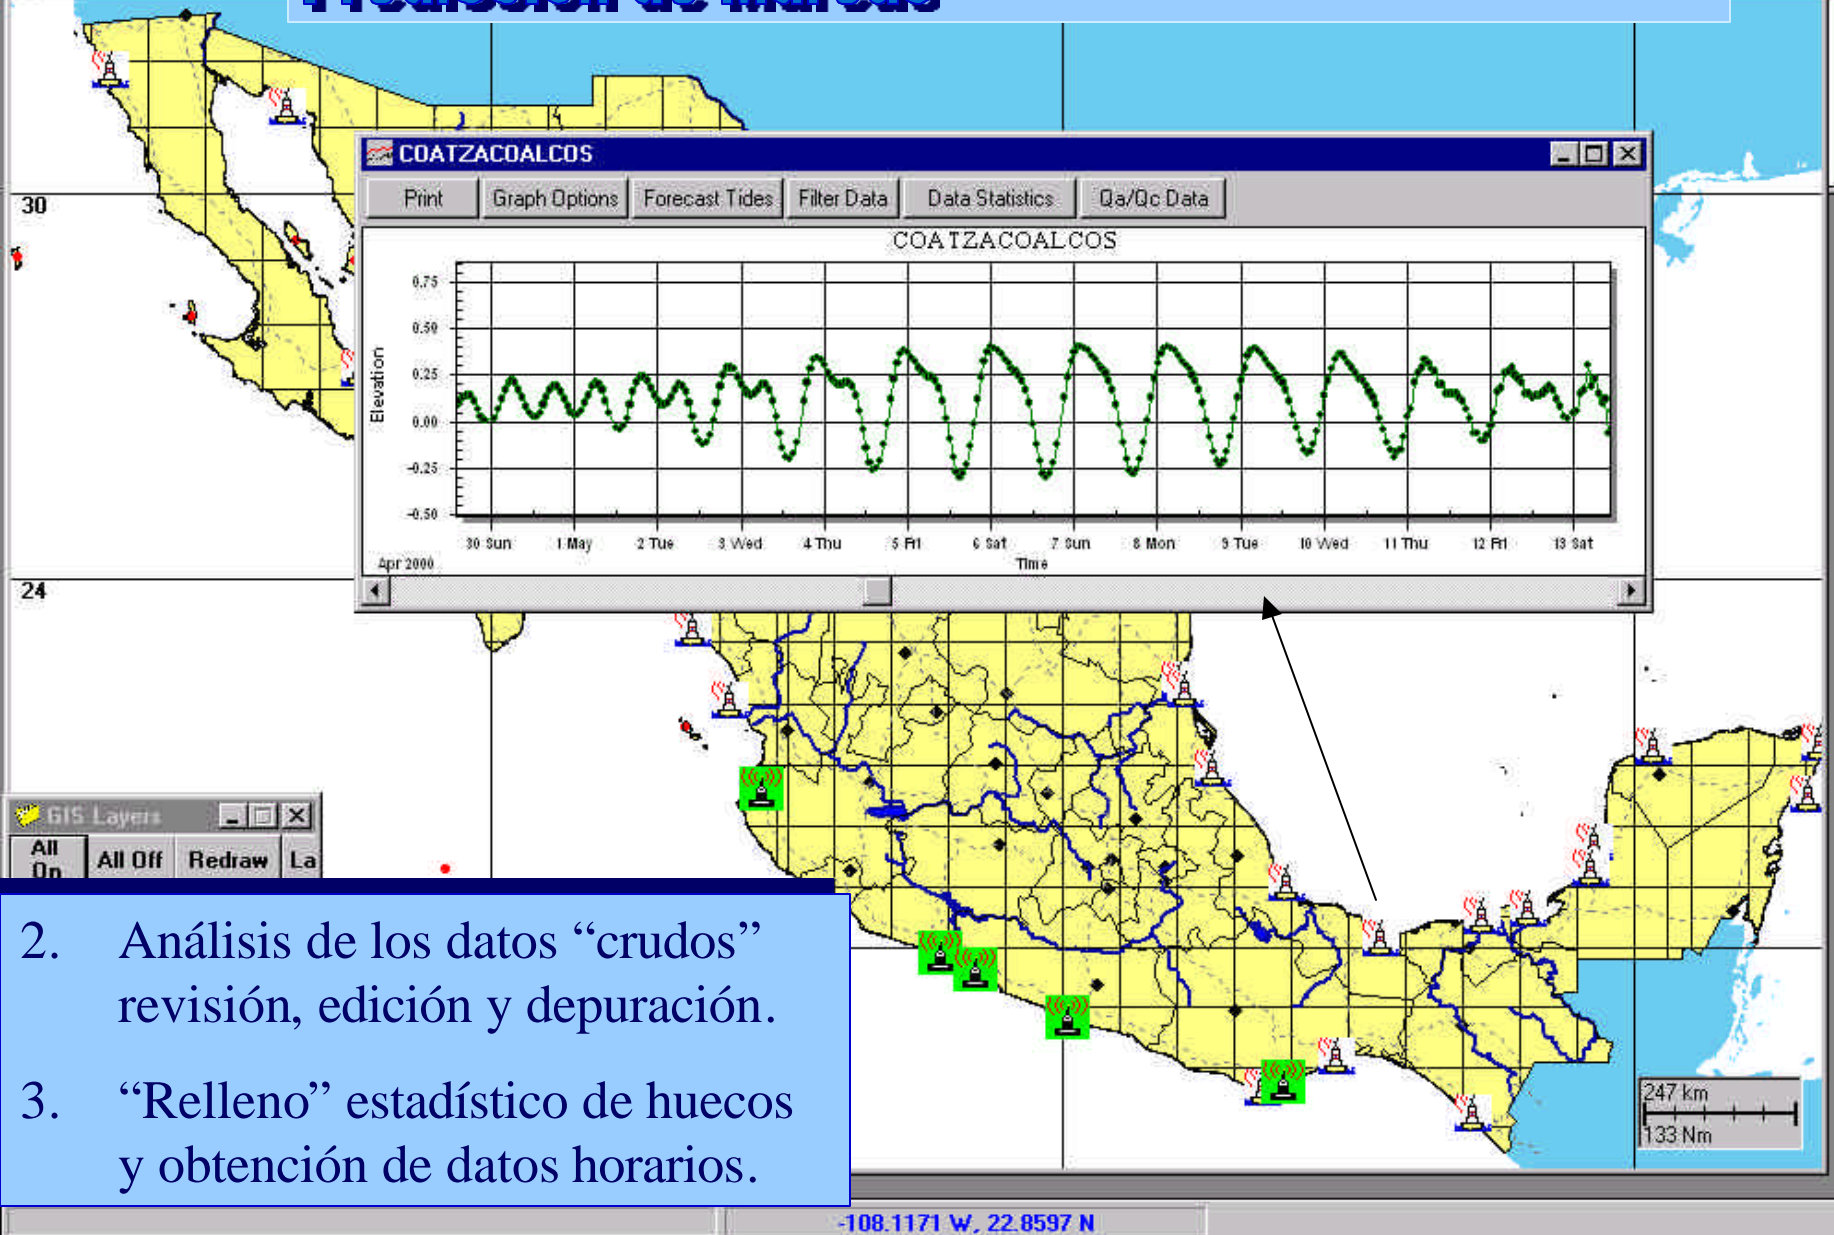 Predicción de mareas
30
24
COATZACOALCOS
Print Graph Options Forecast Tides Filter Data Data Statistics Qa/Qc Data
COATZACOALCOS
Elevation
0.75
0.50
0.25
0.00
-0.25
-0.50
30 Sun 1 May 2 Tue 3 Wed 4 Thu 5 Fri 6 Sat 7 Sun 8 Mon 9 Tue 10 Wed 11 Thu 12 Fri 13 Sat
Apr 2000
Time
GIS Layers
All On All Off Redraw La
2. Análisis de los datos “crudos”
revisión, edición y depuración.
3. “Relleno” estadístico de huecos
y obtención de datos horarios.
247 km
133 Nm
-108.1171 W, 22.8597 N